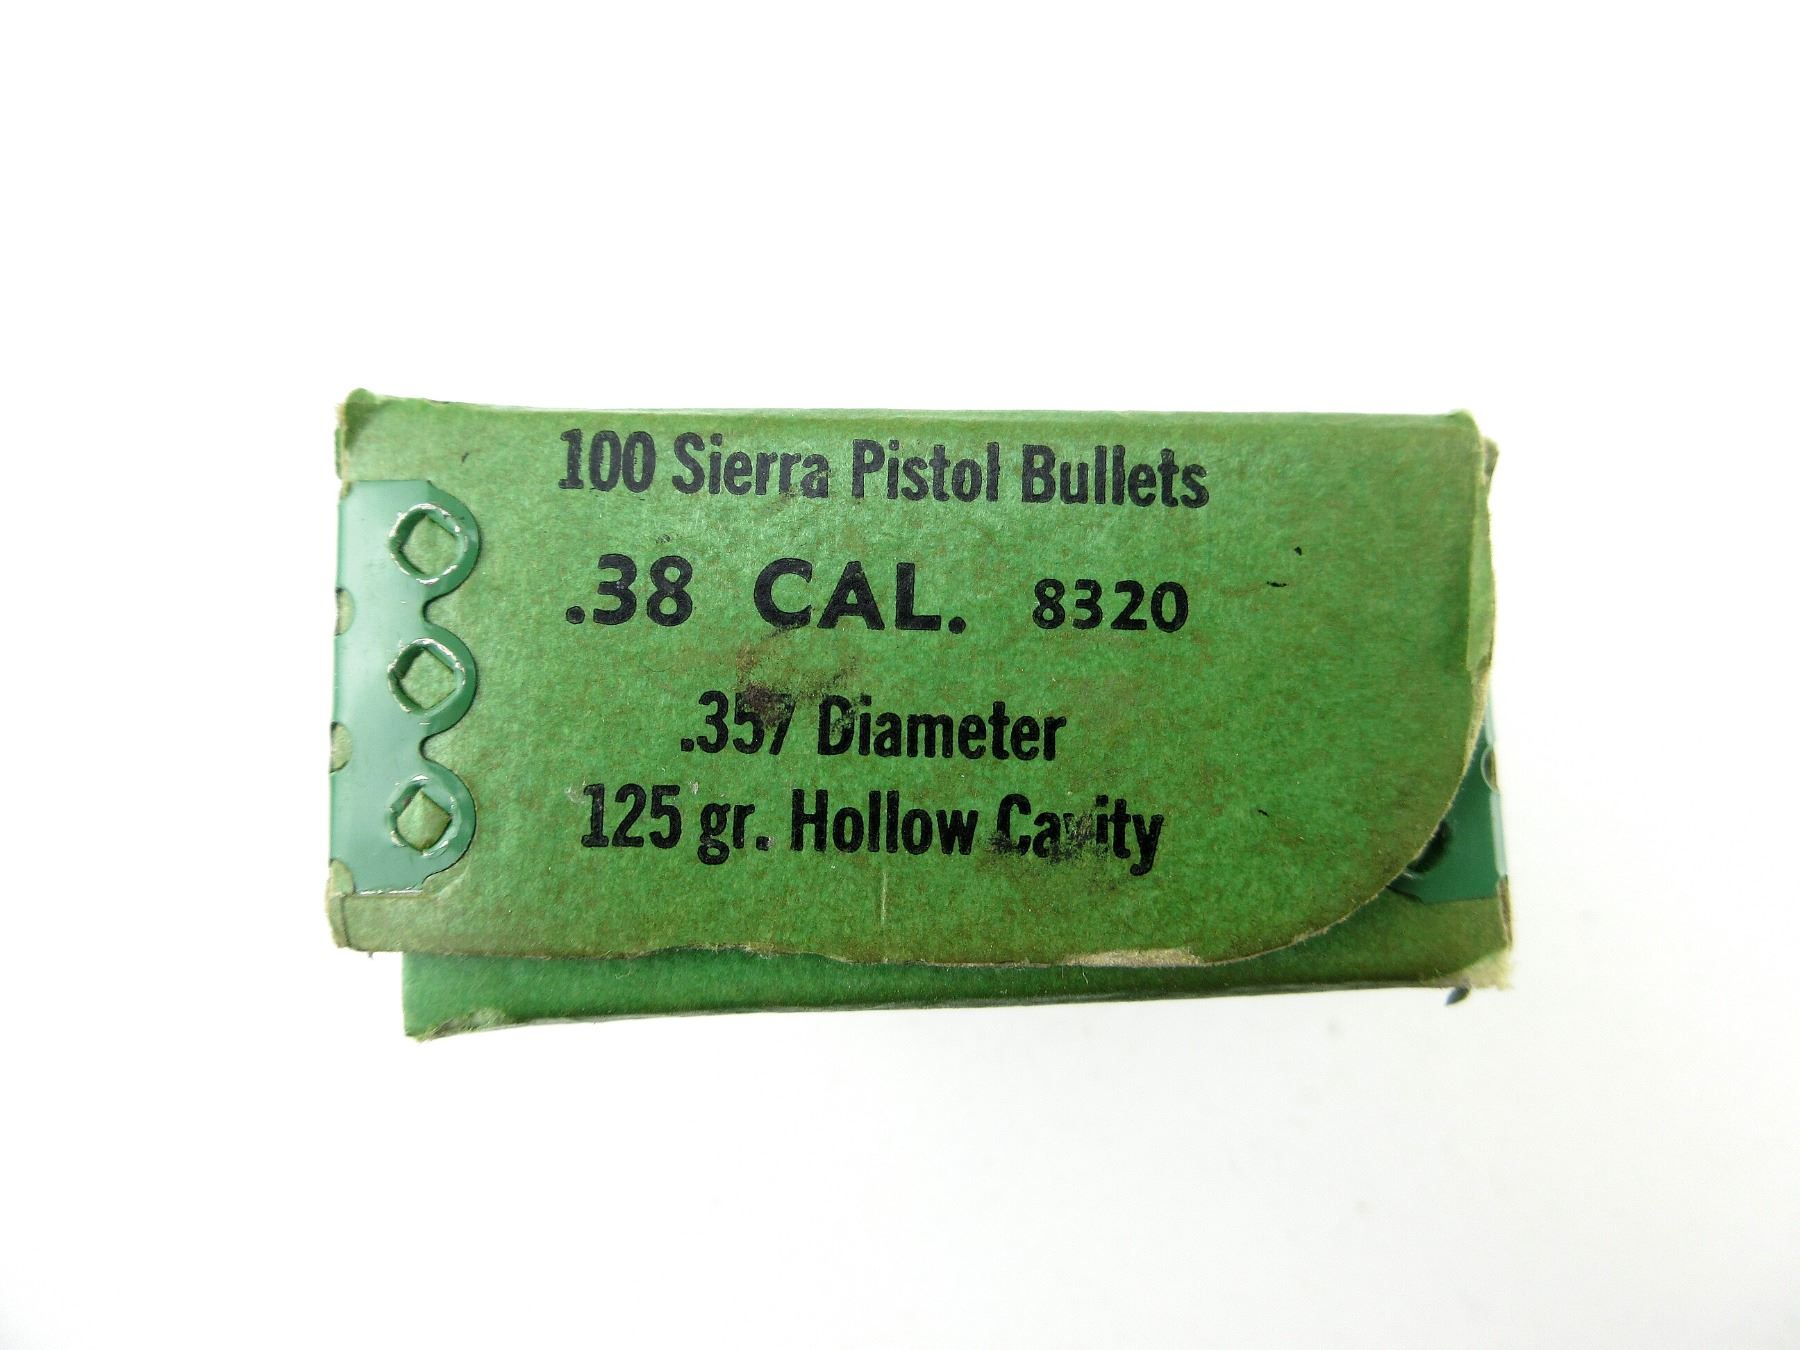 100 Sierra Pistol Bullets
.38 CAL. 8320
.357 Diameter
125 gr. Hollow Cavity